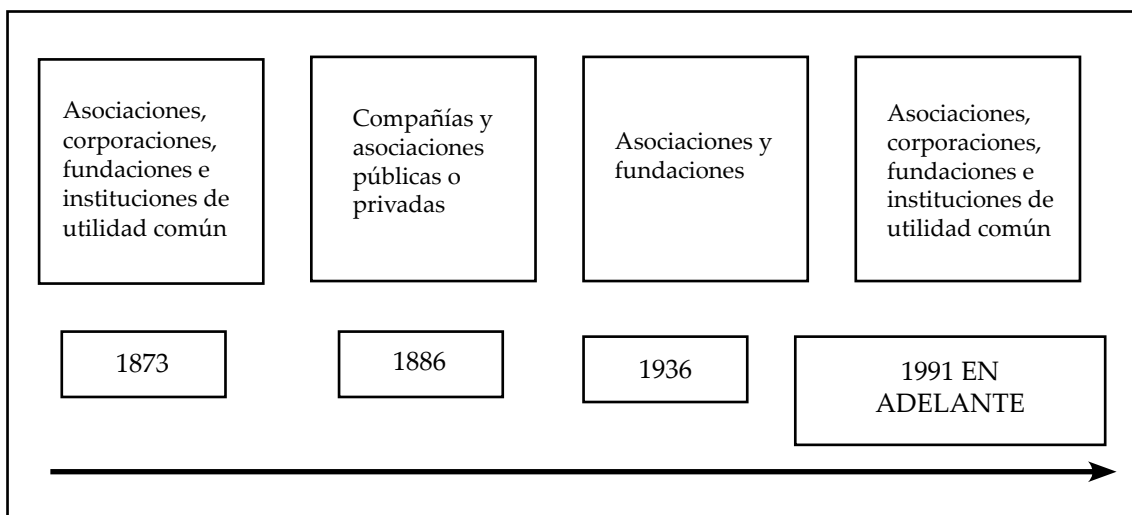 Asociaciones,
corporaciones,
fundaciones e
instituciones de
utilidad común
Compañías y
asociaciones
públicas o
privadas
Asociaciones y
fundaciones
Asociaciones,
corporaciones,
fundaciones e
instituciones de
utilidad común
1873
1886
1936
1991 EN
ADELANTE